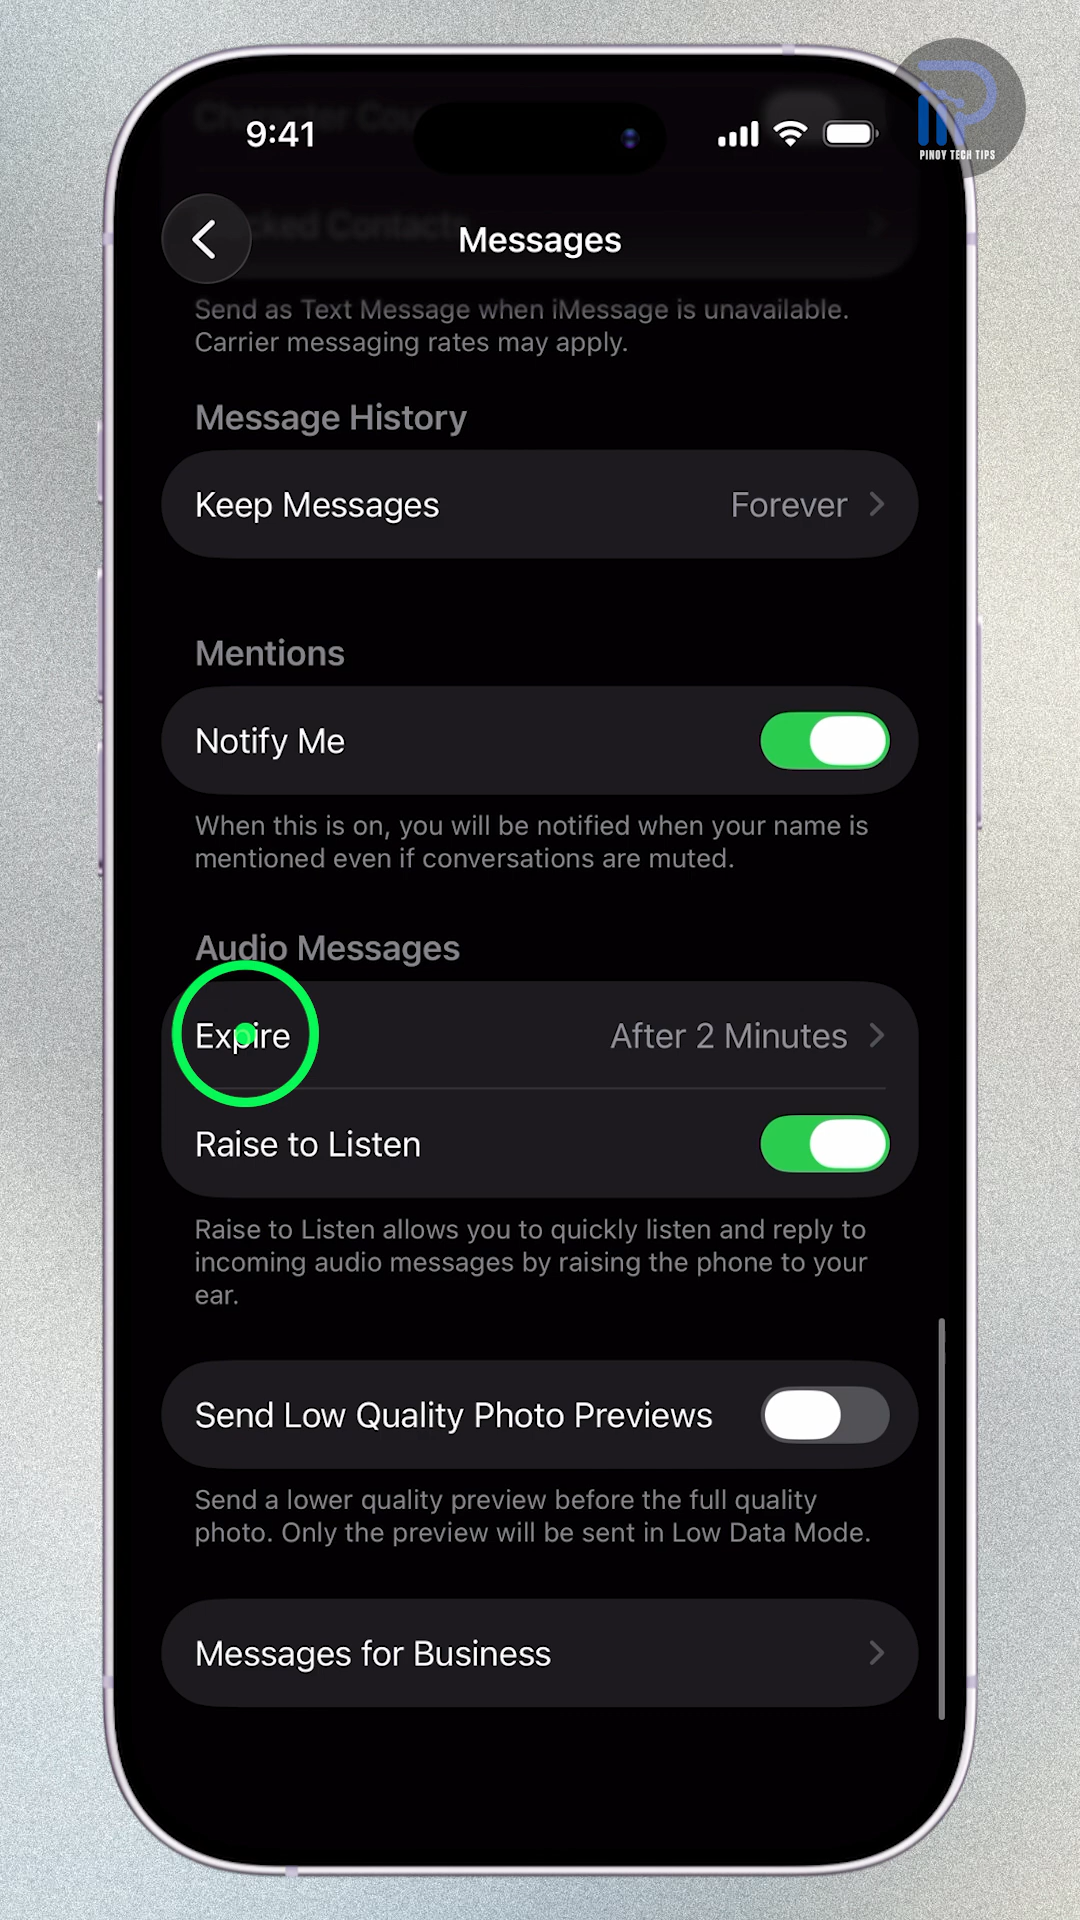 9:41
PINOY TECH TIPS
Messages
Send as Text Message when iMessage is unavailable.
Carrier messaging rates may apply.
Message History
Keep Messages Forever
Mentions
Notify Me
When this is on, you will be notified when your name is
mentioned even if conversations are muted.
Audio Messages
Expire After 2 Minutes
Raise to Listen
Raise to Listen allows you to quickly listen and reply to
incoming audio messages by raising the phone to your
ear.
Send Low Quality Photo Previews
Send a lower quality preview before the full quality
photo. Only the preview will be sent in Low Data Mode.
Messages for Business